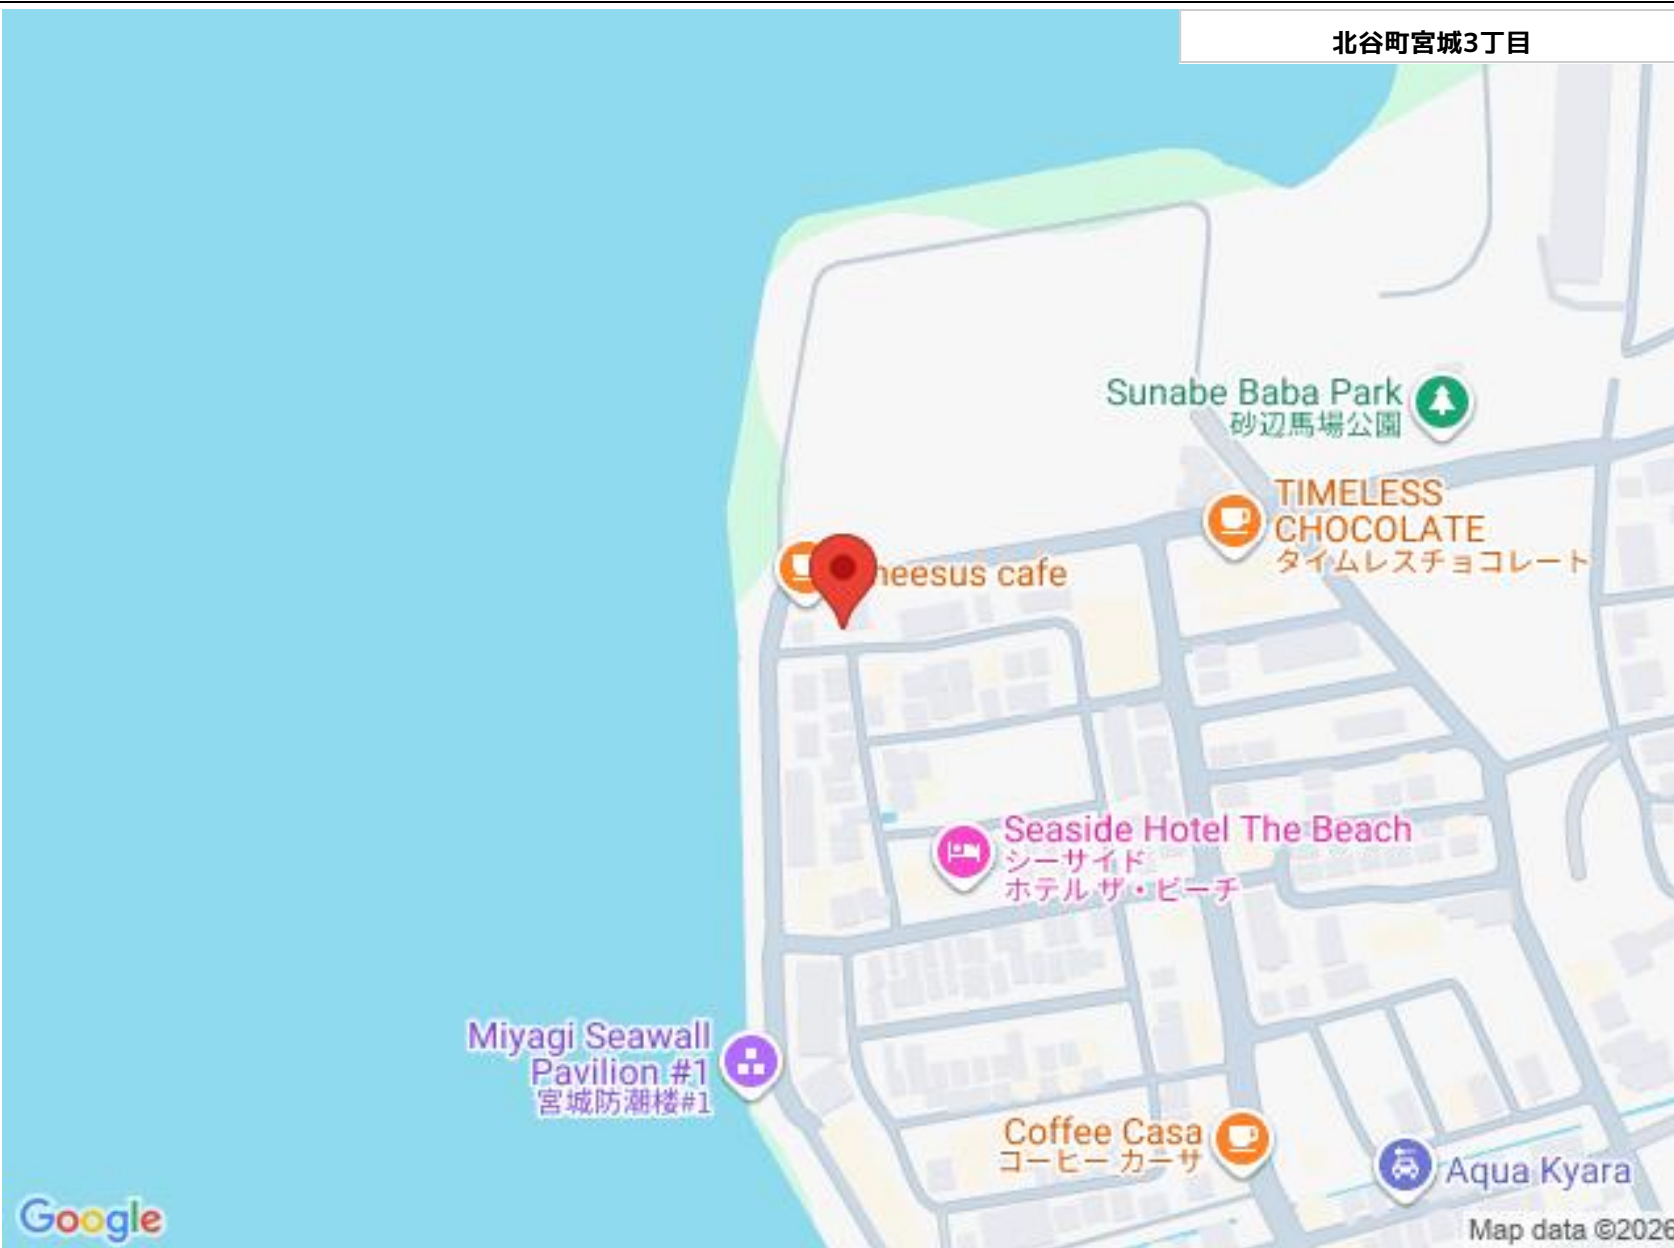 北谷町宮城3丁目
Sunabe Baba Park
砂辺馬場公園
TIMELESS
CHOCOLATE
タイムレスチョコレート
heesus cafe
Seaside Hotel The Beach
シーサイド
ホテル ザ・ビーチ
Miyagi Seawall
Pavilion #1
宮城防潮楼#1
Coffee Casa
コーヒー カーサ
Aqua Kyara
Google
Map data ©2026